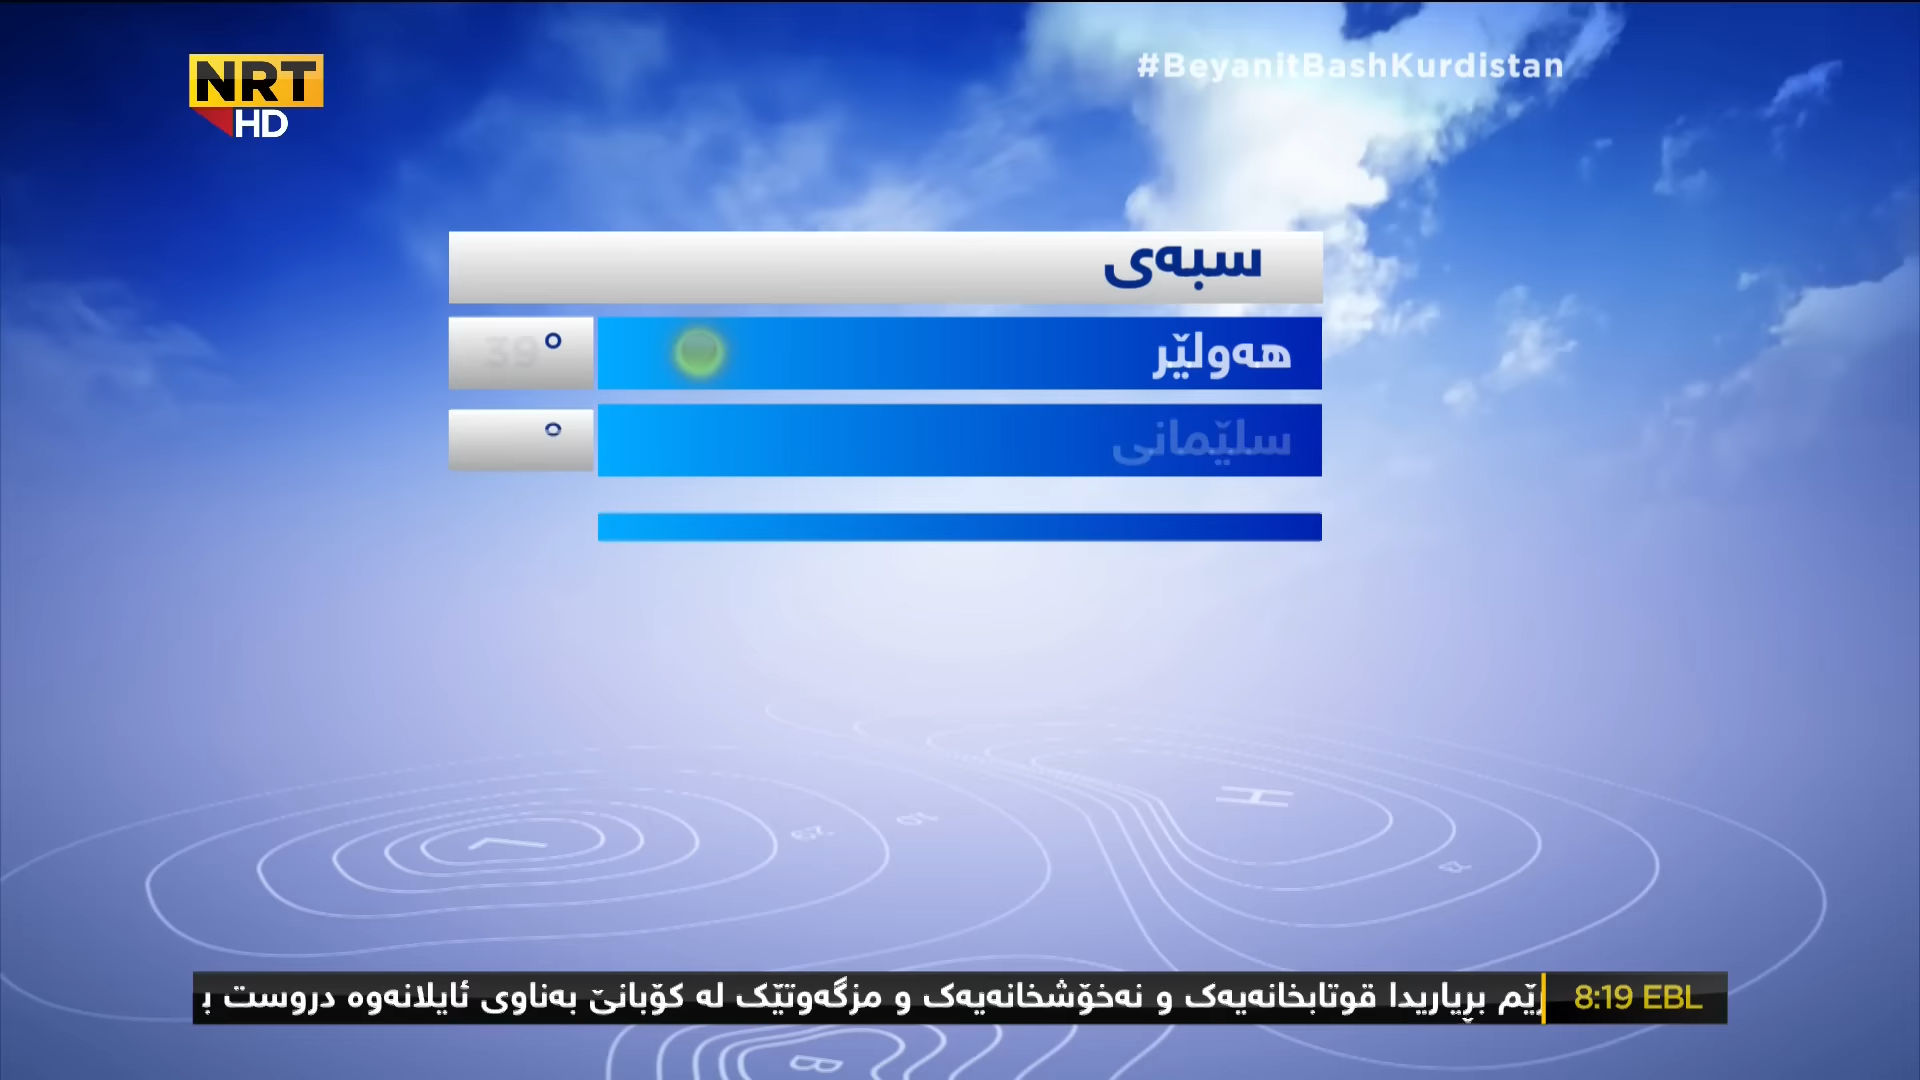 NRT
HD
#BeyanitBashKurdistan
سبەی
هەولێر
39°
سلێمانی
°
H
B
ڕێم بڕیاریدا قوتابخانەیەک و نەخۆشخانەیەک و مزگەوتێک لە کۆبانێ بەناوی ئایلانەوە دروست ب
8:19 EBL